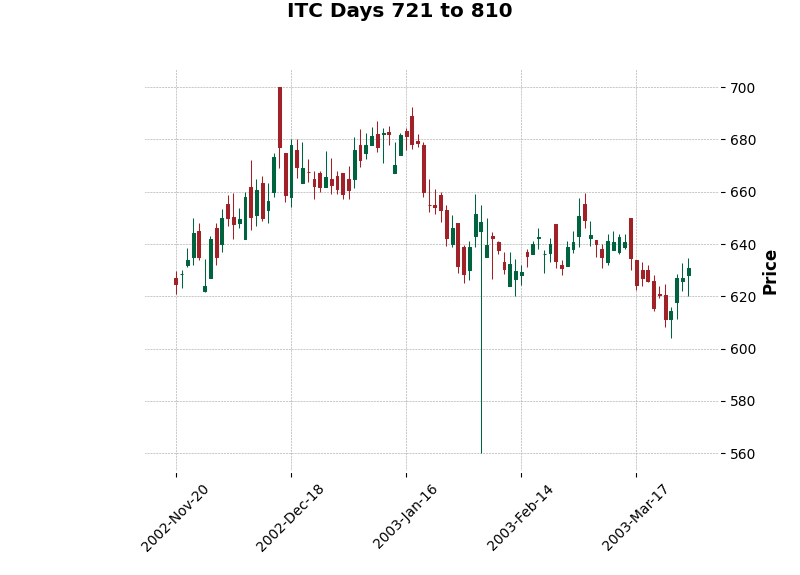 ITC Days 721 to 810
700
680
660
640
620
600
580
560
Price
2002-Nov-20
2002-Dec-18
2003-Jan-16
2003-Feb-14
2003-Mar-17